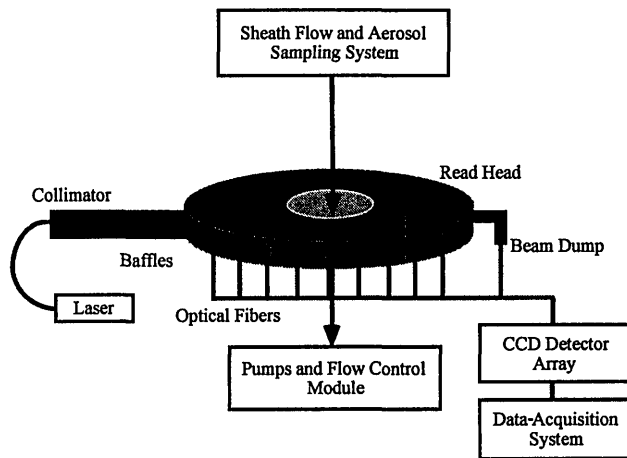 Sheath Flow and Aerosol
Sampling System
Read Head
Collimator
Baffles
Beam Dump
Laser
Optical Fibers
Pumps and Flow Control
Module
CCD Detector
Array
Data-Acquisition
System